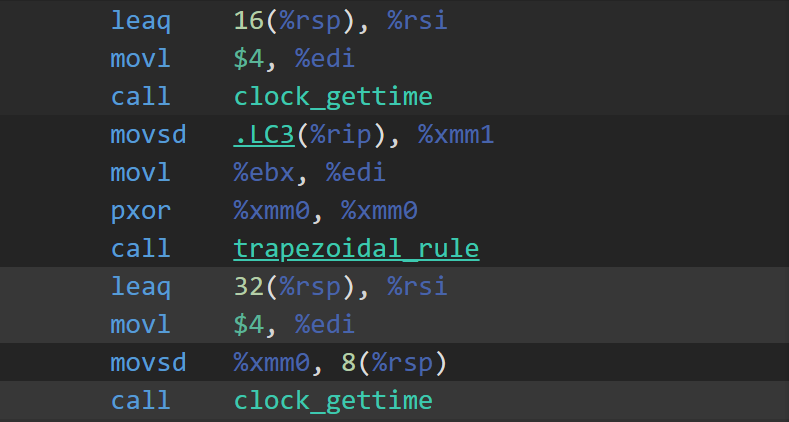 leaq 16(%rsp), %rsi
movl $4, %edi
call clock_gettime
movsd .LC3(%rip), %xmm1
movl %ebx, %edi
pxor %xmm0, %xmm0
call trapezoidal_rule
leaq 32(%rsp), %rsi
movl $4, %edi
movsd %xmm0, 8(%rsp)
call clock_gettime